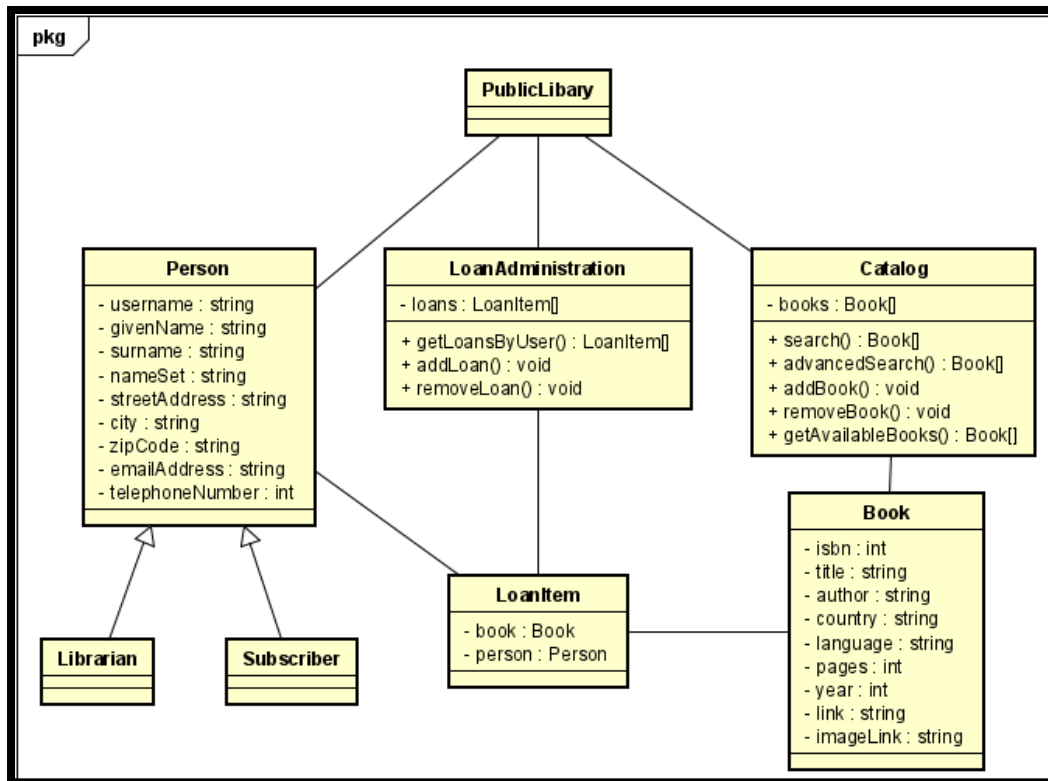 pkg
PublicLibary
Person
- username : string
- givenName : string
- surname : string
- nameSet : string
- streetAddress : string
- city : string
- zipCode : string
- emailAddress : string
- telephoneNumber : int
LoanAdministration
- loans : LoanItem[]
+ getLoansByUser() : LoanItem[]
+ addLoan() : void
+ removeLoan() : void
Catalog
- books : Book[]
+ search() : Book[]
+ advancedSearch() : Book[]
+ addBook() : void
+ removeBook() : void
+ getAvailableBooks() : Book[]
Librarian
Subscriber
LoanItem
- book : Book
- person : Person
Book
- isbn : int
- title : string
- author : string
- country : string
- language : string
- pages : int
- year : int
- link : string
- imageLink : string